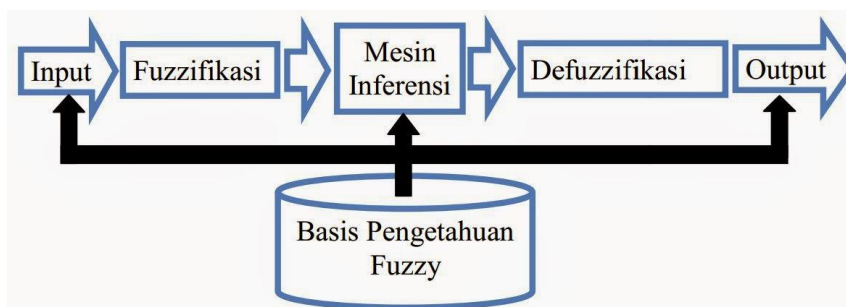 Input
Fuzzifikasi
Mesin
Inferensi
Defuzzifikasi
Output
Basis Pengetahuan
Fuzzy